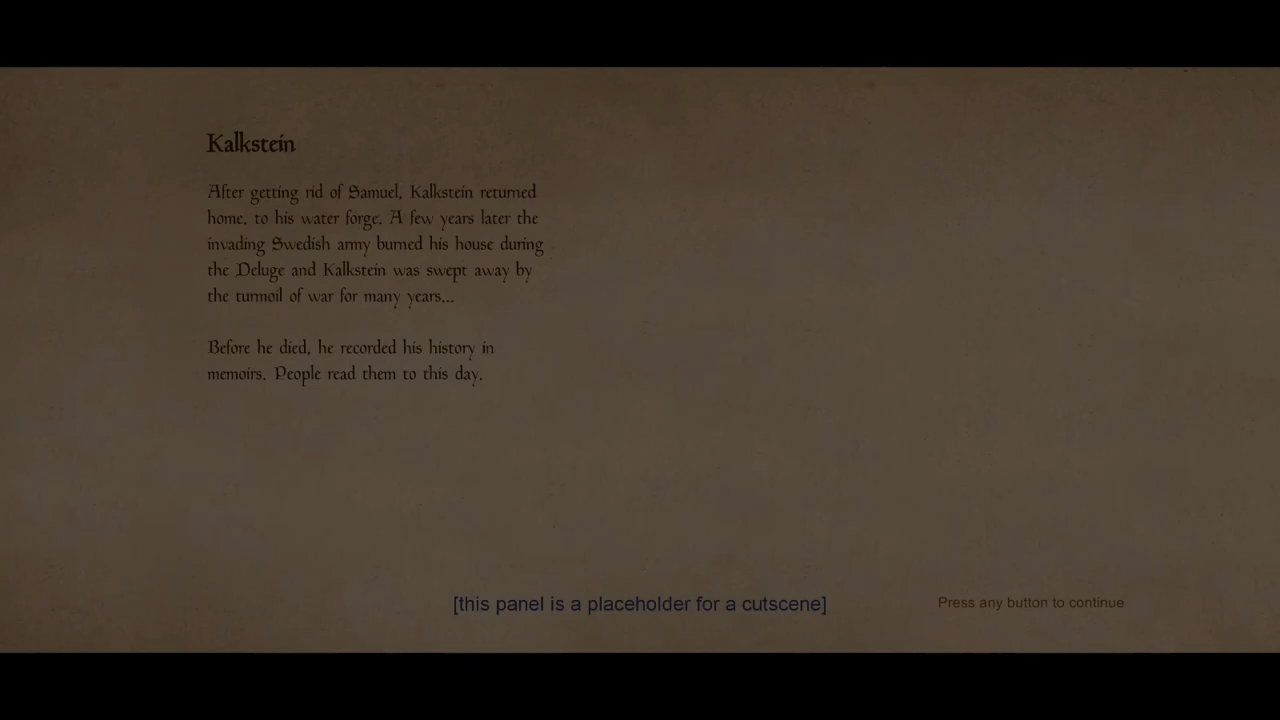 Kalkstein
After getting rid of Samuel, Kalkstein returned
home, to his water forge. A few years later the
invading Swedish army burned his house during
the Deluge and Kalkstein was swept away by
the turmoil of war for many years...
Before he died, he recorded his history in
memoirs. People read them to this day.
[this panel is a placeholder for a cutscene]
Press any button to continue